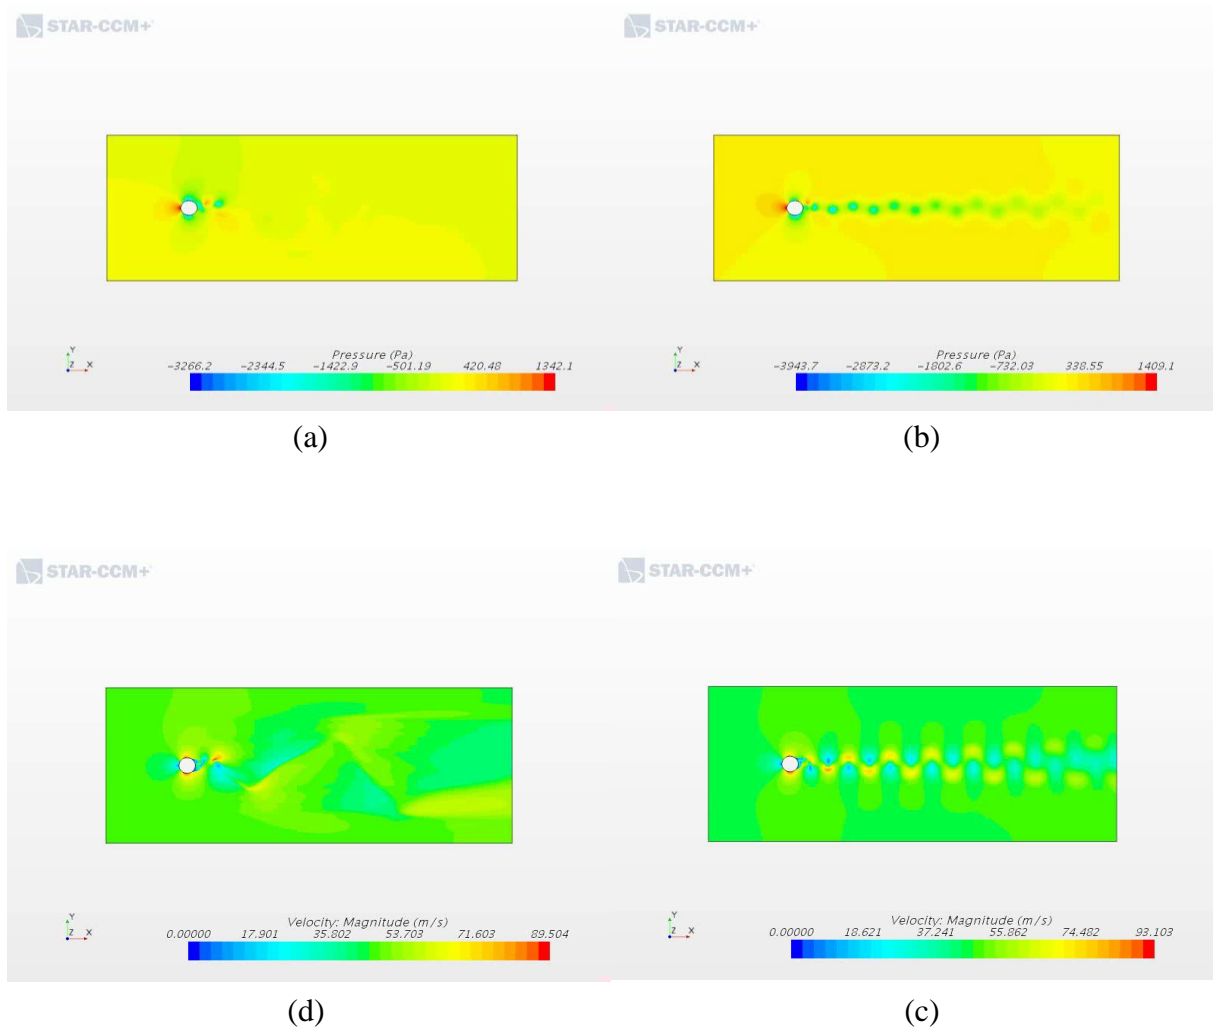 STAR-CCM+
STAR-CCM+
Y
Z X
Pressure (Pa)
-3266.2 -2344.5 -1422.9 -501.19 420.48 1342.1
Y
Z X
Pressure (Pa)
-3943.7 -2873.2 -1802.6 -732.03 338.55 1409.1
(a)
(b)
STAR-CCM+
STAR-CCM+
Y
Z X
Velocity: Magnitude (m/s)
0.00000 17.901 35.802 53.703 71.603 89.504
Y
Z X
Velocity: Magnitude (m/s)
0.00000 18.621 37.241 55.862 74.482 93.103
(d)
(c)